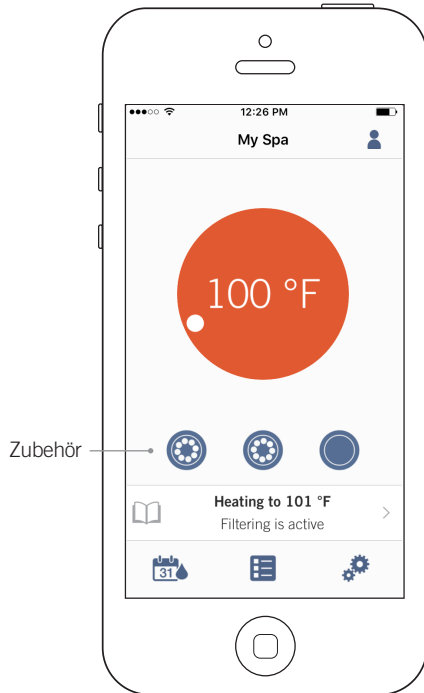 12:26 PM
My Spa
100 °F
Zubehör
Heating to 101 °F
Filtering is active
31